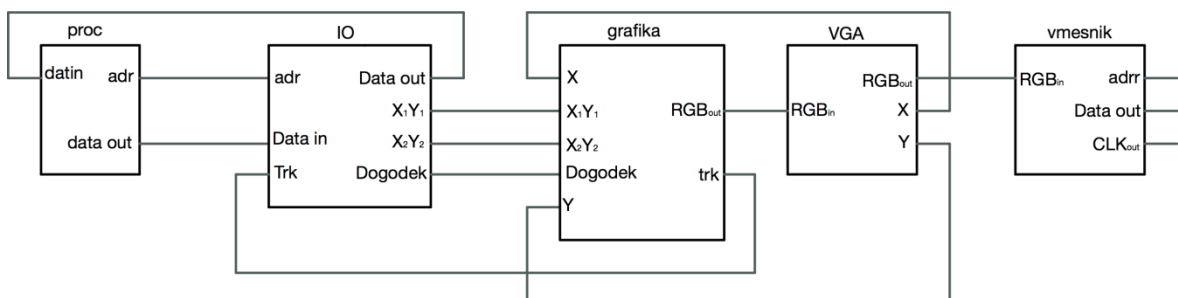 proc
datin
adr
data out
IO
adr
Data out
X₁Y₁
Data in
X₂Y₂
Trk
Dogodek
grafika
X
X₁Y₁
RGBout
X₂Y₂
Dogodek
trk
Y
VGA
RGBout
RGBin
X
Y
vmesnik
RGBin
adrr
Data out
CLKout